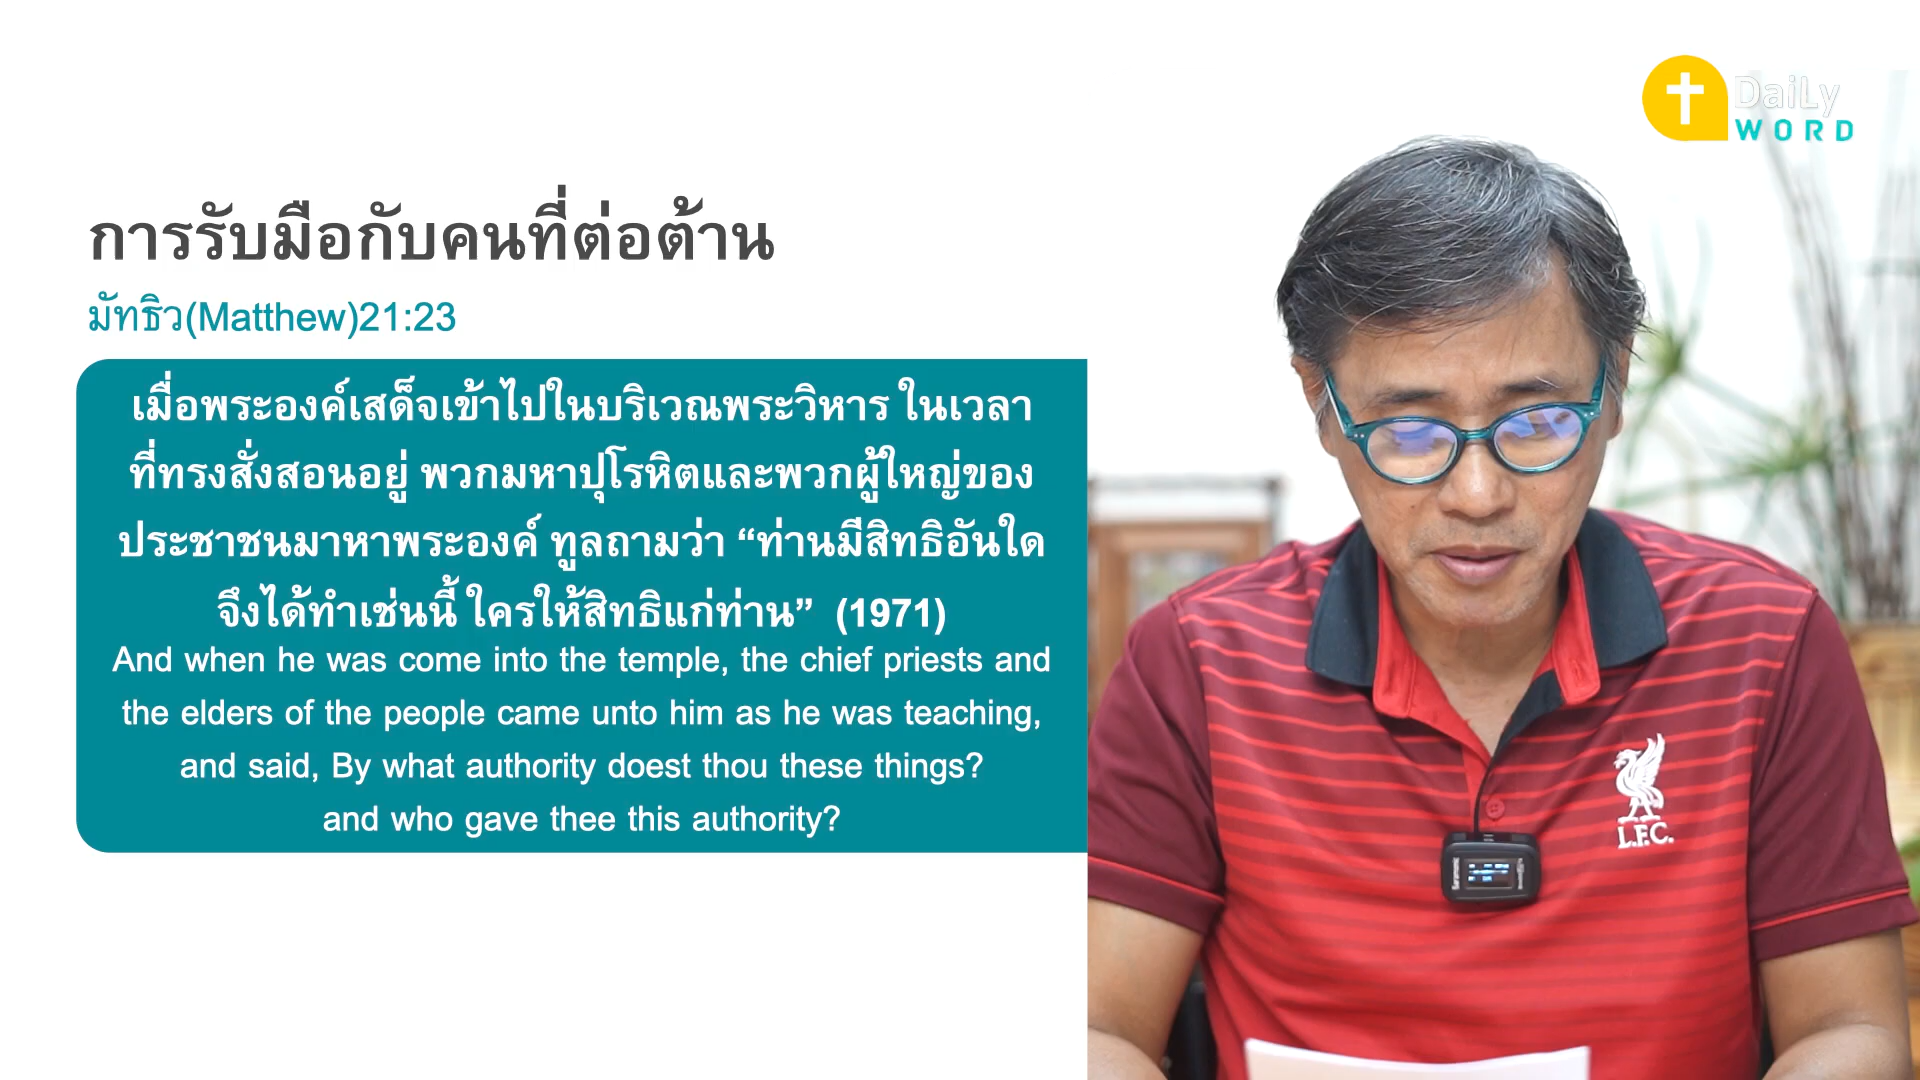 DaiLy
WORD
การรับมือกับคนที่ต่อต้าน
มัทธิว(Matthew)21:23
เมื่อพระองค์เสด็จเข้าไปในบริเวณพระวิหาร ในเวลา
ที่ทรงสั่งสอนอยู่ พวกมหาปุโรหิตและพวกผู้ใหญ่ของ
ประชาชนมาหาพระองค์ ทูลถามว่า “ท่านมีสิทธิอันใด
จึงได้ทำเช่นนี้ ใครให้สิทธิแก่ท่าน” (1971)
And when he was come into the temple, the chief priests and
the elders of the people came unto him as he was teaching,
and said, By what authority doest thou these things?
and who gave thee this authority?
L.F.C.